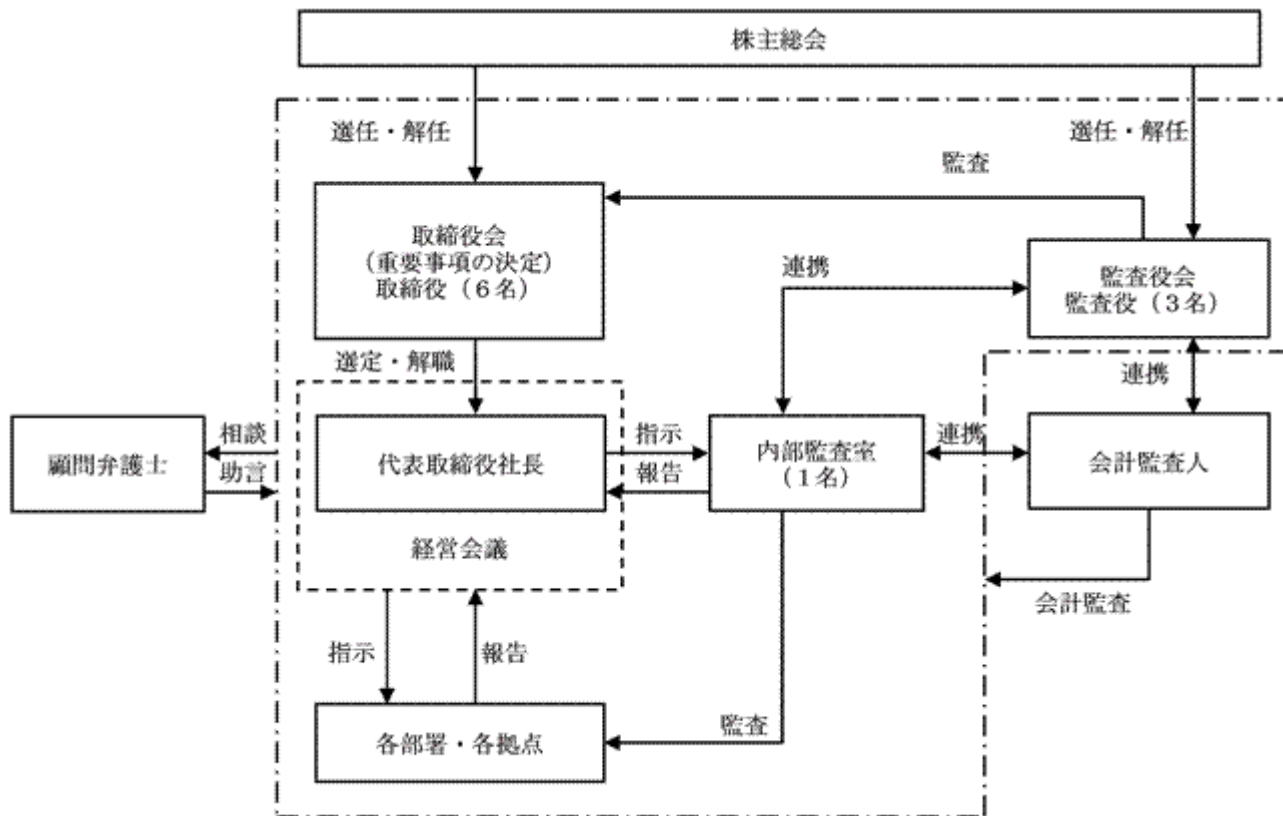 株主総会
選任・解任
選任・解任
監査
取締役会
（重要事項の決定）
取締役（６名）
連携
監査役会
監査役（３名）
選定・解職
連携
顧問弁護士
相談
助言
代表取締役社長
指示
報告
内部監査室
（１名）
連携
会計監査人
経営会議
会計監査
指示
報告
監査
各部署・各拠点